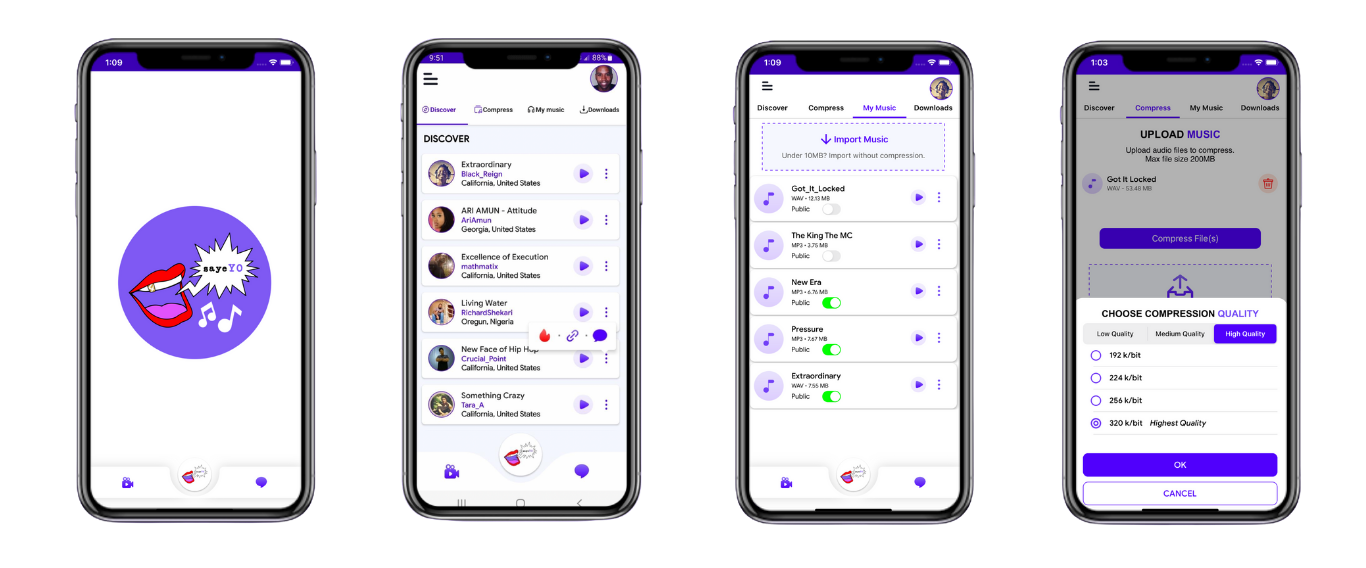 1:09
sayeYO
9:51
88%
Discover
Compress
My music
Downloads
DISCOVER
Extraordinary
Black_Reign
California, United States
ARI AMUN - Attitude
AriAmun
Georgia, United States
Excellence of Execution
mathmatix
California, United States
Living Water
RichardShekari
Oregun, Nigeria
New Face of Hip Hop
Crucial_Point
California, United States
Something Crazy
Tara_A
California, United States
1:09
Discover
Compress
My Music
Downloads
Import Music
Under 10MB? Import without compression.
Got_It_Locked
WAV • 12.13 MB
Public
The King The MC
MP3 • 3.75 MB
Public
New Era
MP3 • 6.76 MB
Public
Pressure
MP3 • 7.67 MB
Public
Extraordinary
WAV • 7.55 MB
Public
1:03
Discover
Compress
My Music
Downloads
UPLOAD MUSIC
Upload audio files to compress.
Max file size 200MB
Got It Locked
WAV • 53.48 MB
Compress File(s)
CHOOSE COMPRESSION QUALITY
Low Quality
Medium Quality
High Quality
192 k/bit
224 k/bit
256 k/bit
320 k/bit Highest Quality
OK
CANCEL